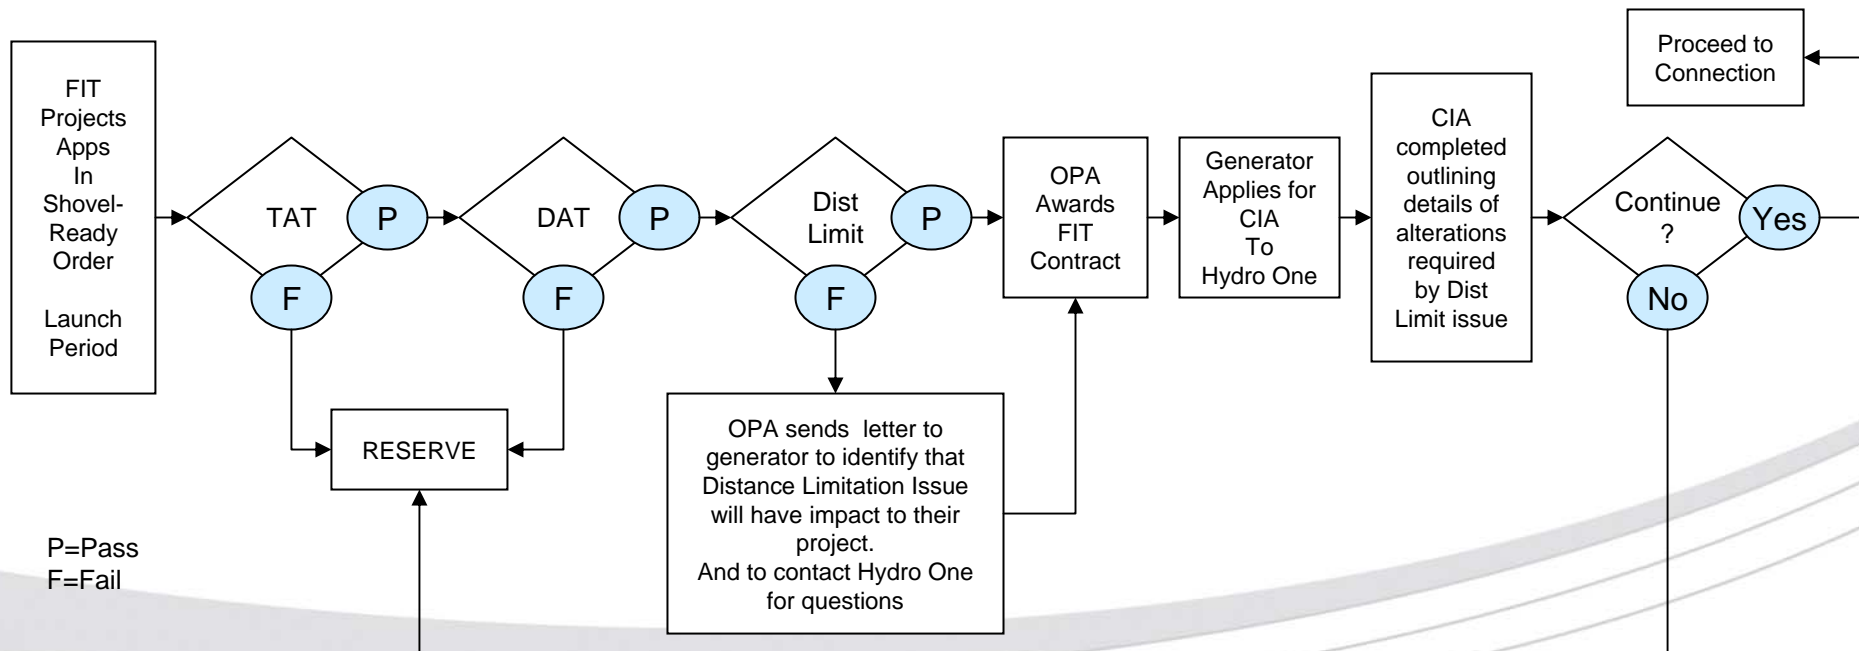 FIT
Projects
Apps
In
Shovel-
Ready
Order
Launch
Period
TAT
P
F
DAT
P
F
RESERVE
Dist
Limit
P
F
OPA sends letter to
generator to identify that
Distance Limitation Issue
will have impact to their
project.
And to contact Hydro One
for questions
OPA
Awards
FIT
Contract
Generator
Applies for
CIA
To
Hydro One
CIA
completed
outlining
details of
alterations
required
by Dist
Limit issue
Continue
?
Yes
No
Proceed to
Connection
P=Pass
F=Fail